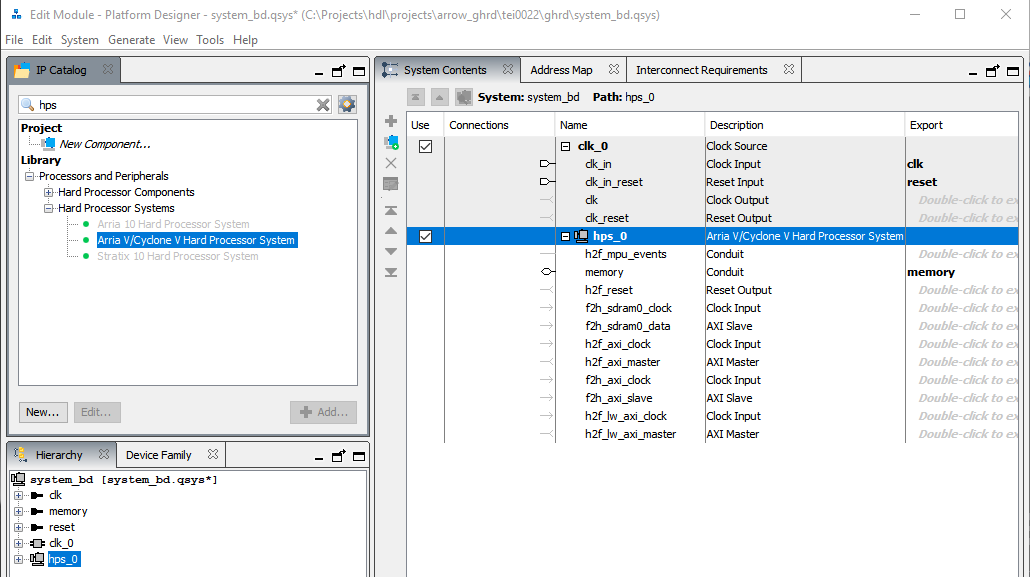 Edit Module - Platform Designer - system_bd.qsys* (C:\Projects\hdl\projects\arrow_ghrd\tei0022\ghrd\system_bd.qsys)
File Edit System Generate View Tools Help
IP Catalog
hps
Project
New Component...
Library
Processors and Peripherals
Hard Processor Components
Hard Processor Systems
Arria 10 Hard Processor System
Arria V/Cyclone V Hard Processor System
Stratix 10 Hard Processor System
New... Edit... Add...
Hierarchy Device Family
system_bd [system_bd.qsys*]
clk
memory
reset
clk_0
hps_0
System Contents Address Map Interconnect Requirements
System: system_bd Path: hps_0
Use Connections Name Description Export
clk_0 Clock Source
clk_in Clock Input clk
clk_in_reset Reset Input reset
clk Clock Output Double-click to ex
clk_reset Reset Output Double-click to ex
hps_0 Arria V/Cyclone V Hard Processor System
h2f_mpu_events Conduit Double-click to ex
memory Conduit memory
h2f_reset Reset Output Double-click to ex
f2h_sdram0_clock Clock Input Double-click to ex
f2h_sdram0_data AXI Slave Double-click to ex
h2f_axi_clock Clock Input Double-click to ex
h2f_axi_master AXI Master Double-click to ex
f2h_axi_clock Clock Input Double-click to ex
f2h_axi_slave AXI Slave Double-click to ex
h2f_lw_axi_clock Clock Input Double-click to ex
h2f_lw_axi_master AXI Master Double-click to ex